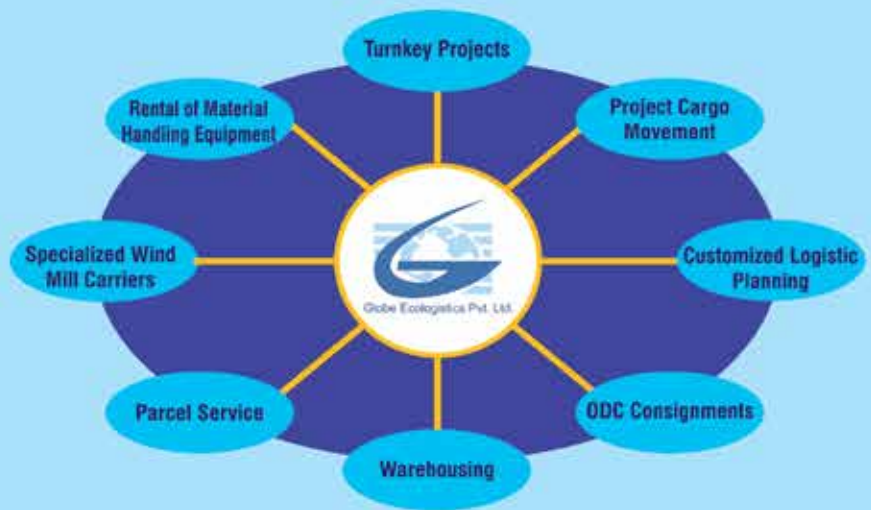 Turnkey Projects
Rental of Material
Handling Equipment
Project Cargo
Movement
Specialized Wind
Mill Carriers
Globe Ecologistics Pvt. Ltd.
Customized Logistic
Planning
Parcel Service
ODC Consignments
Warehousing